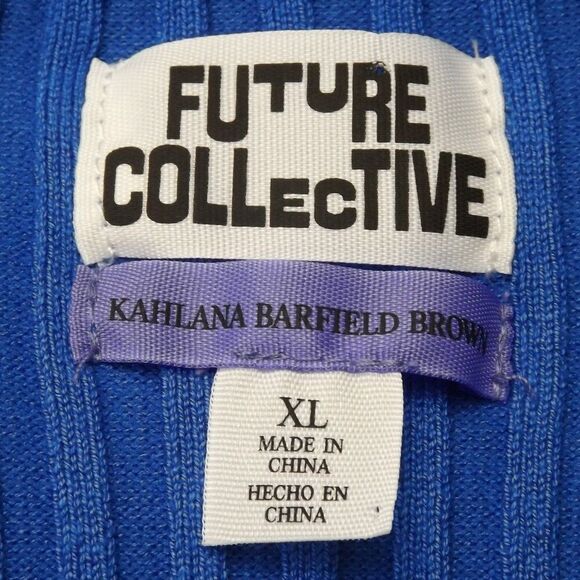 FUTURE
COLLECTIVE
KAHLANA BARFIELD BROWN
XL
MADE IN
CHINA
HECHO EN
CHINA